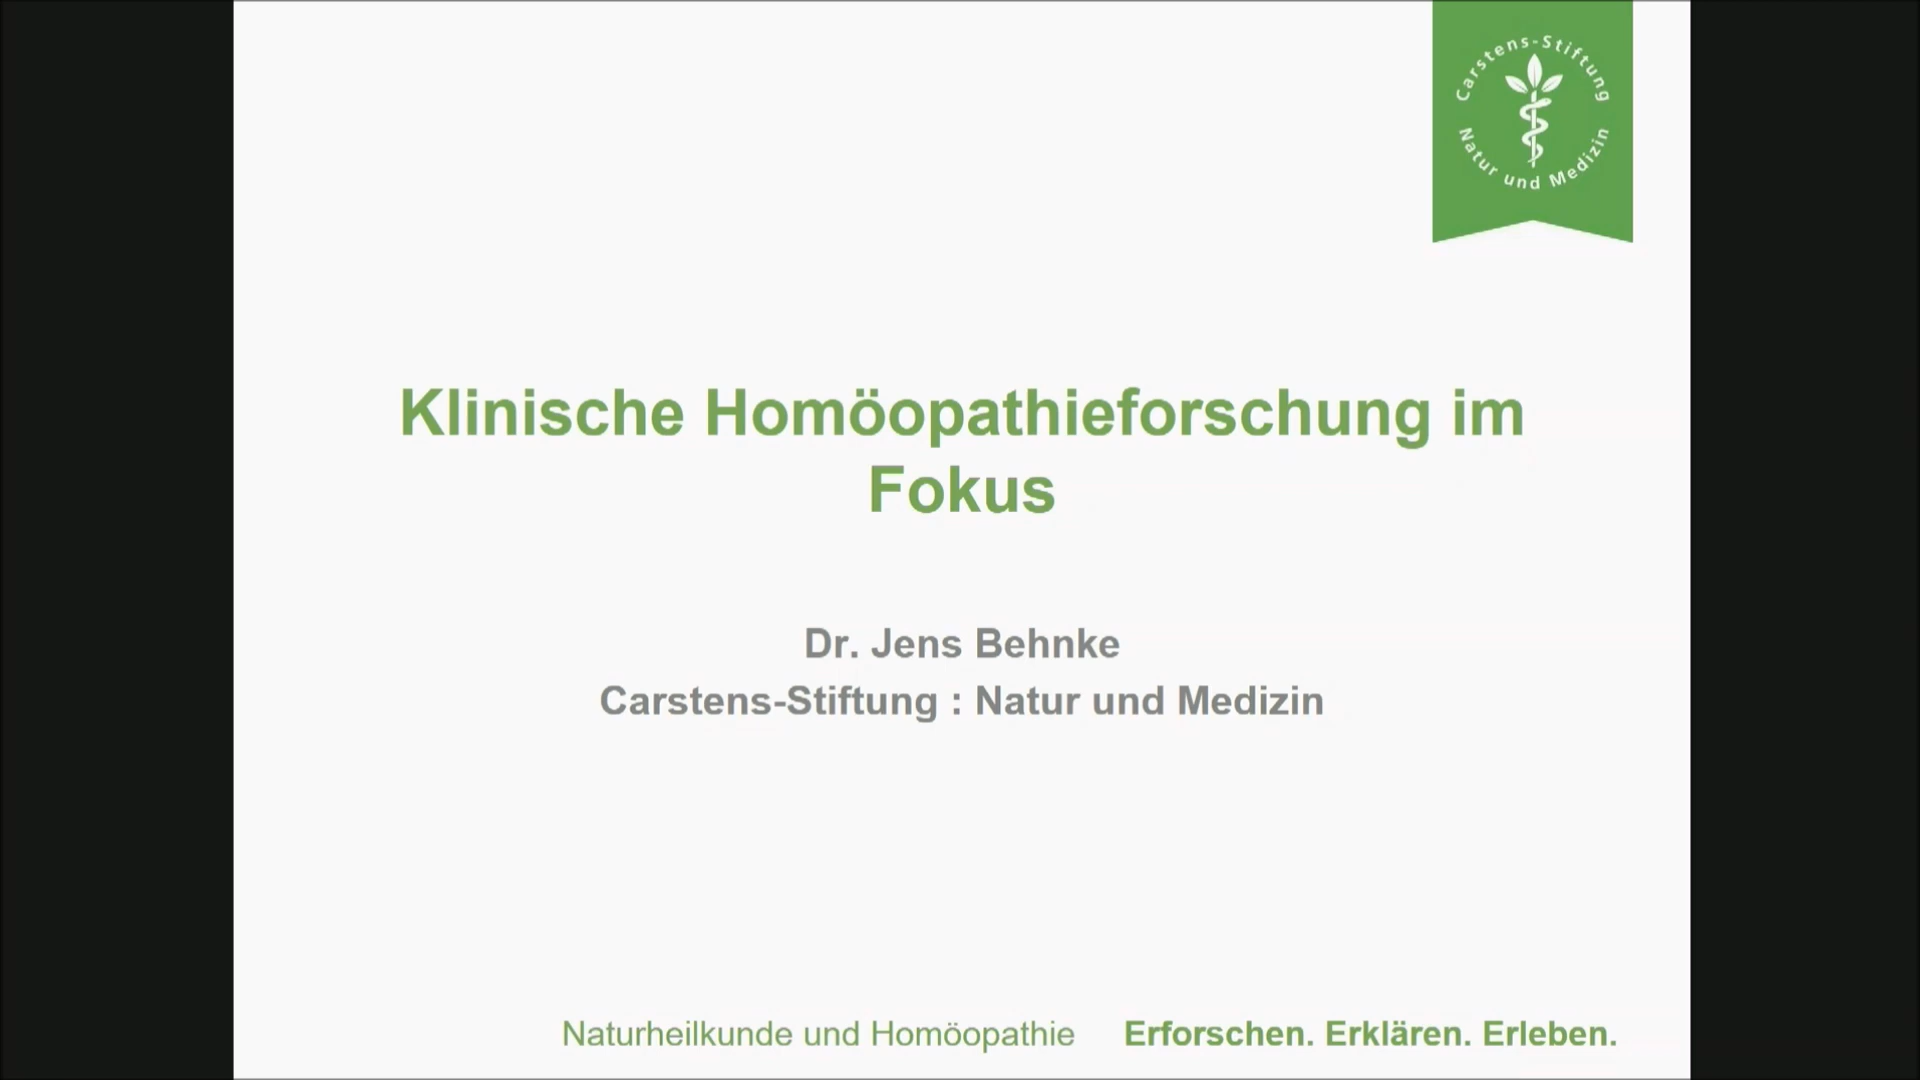 Carstens-Stiftung
Natur und Medizin
Klinische Homöopathieforschung im
Fokus
Dr. Jens Behnke
Carstens-Stiftung : Natur und Medizin
Naturheilkunde und Homöopathie Erforschen. Erklären. Erleben.